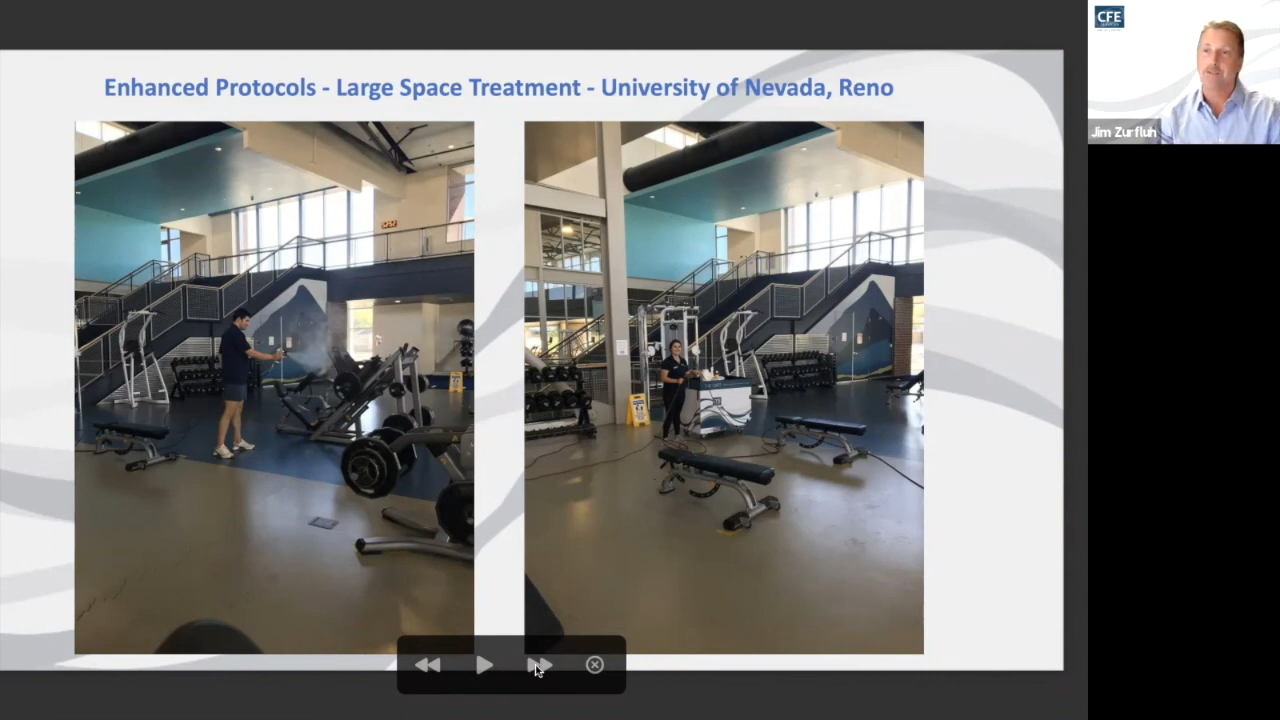 Enhanced Protocols - Large Space Treatment - University of Nevada, Reno
CFE
Jim Zurfluh